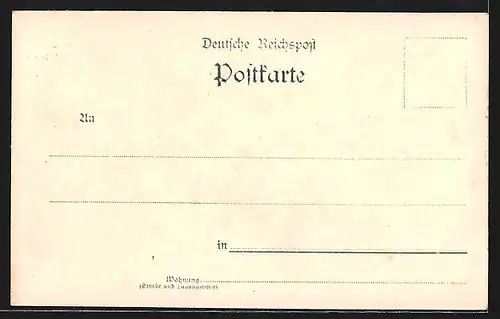 Deutsche Reichspost
Postkarte
An
in
Wohnung
(Straße und Hausnummer)